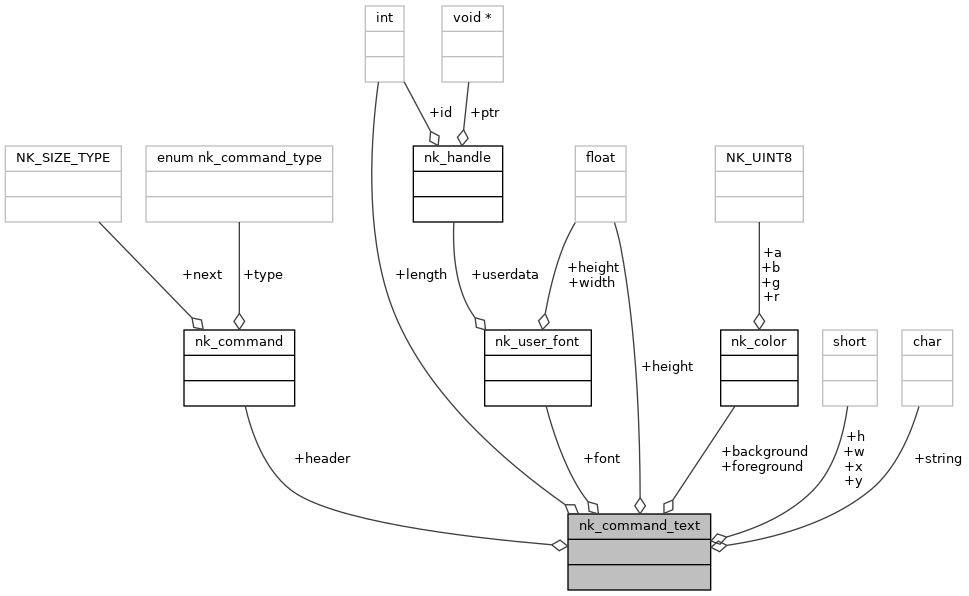 int
void *
+id
+ptr
NK_SIZE_TYPE
enum nk_command_type
nk_handle
float
NK_UINT8
+next
+type
+length
+userdata
+height
+width
+a
+b
+g
+r
nk_command
nk_user_font
+height
nk_color
short
char
+header
+font
+background
+foreground
+h
+w
+x
+y
+string
nk_command_text